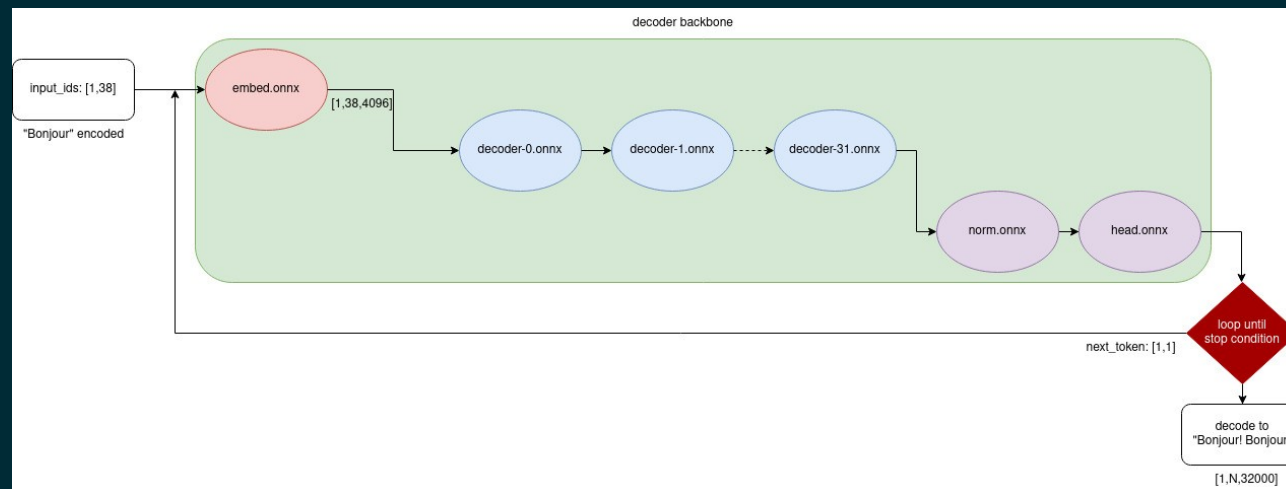 decoder backbone
input_ids: [1,38]
"Bonjour" encoded
embed.onnx
[1,38,4096]
decoder-0.onnx
decoder-1.onnx
decoder-31.onnx
norm.onnx
head.onnx
loop until
stop condition
next_token: [1,1]
decode to
"Bonjour! Bonjour
[1,N,32000]